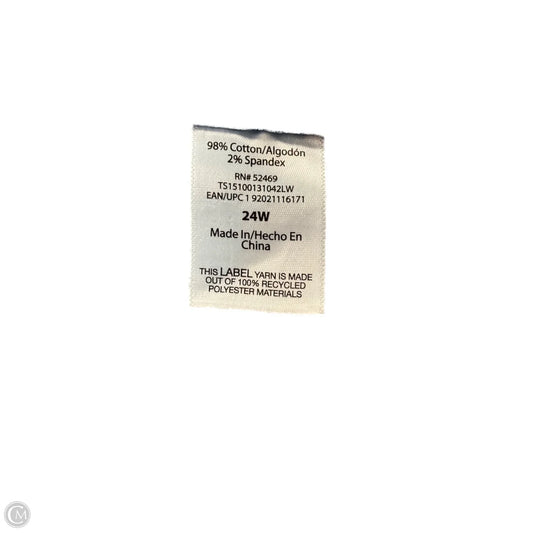 98% Cotton/Algodón
2% Spandex
RN# 52469
TS15100131042LW
EAN/UPC 1 92021116171
24W
Made In/Hecho En
China
THIS LABEL YARN IS MADE
OUT OF 100% RECYCLED
POLYESTER MATERIALS
CM